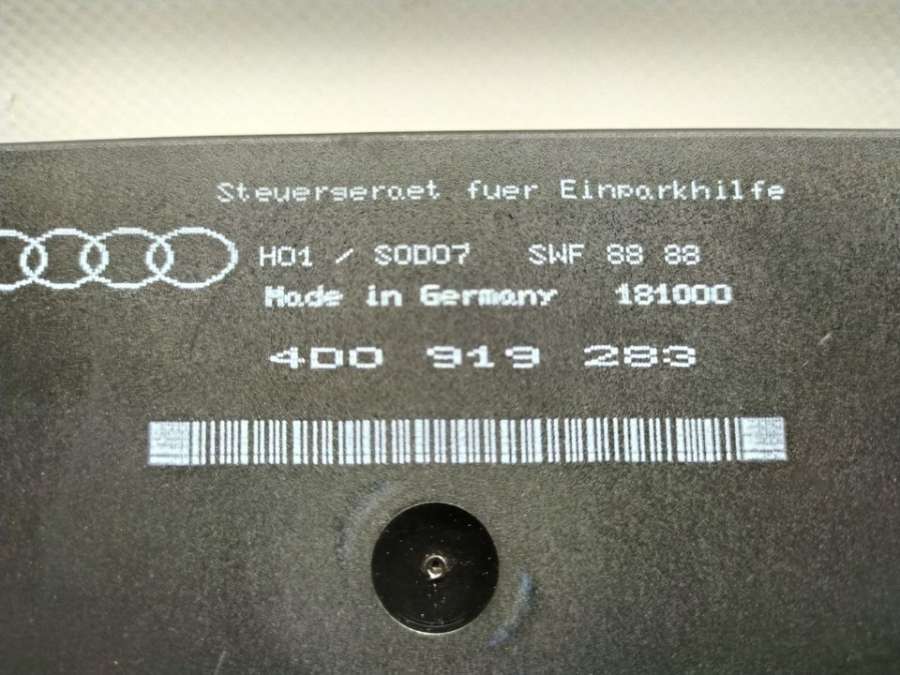 Steuergeraet fuer Einparkhilfe
H01 / S0D07 SWF 88 88
Made in Germany 181000
4D0 919 283